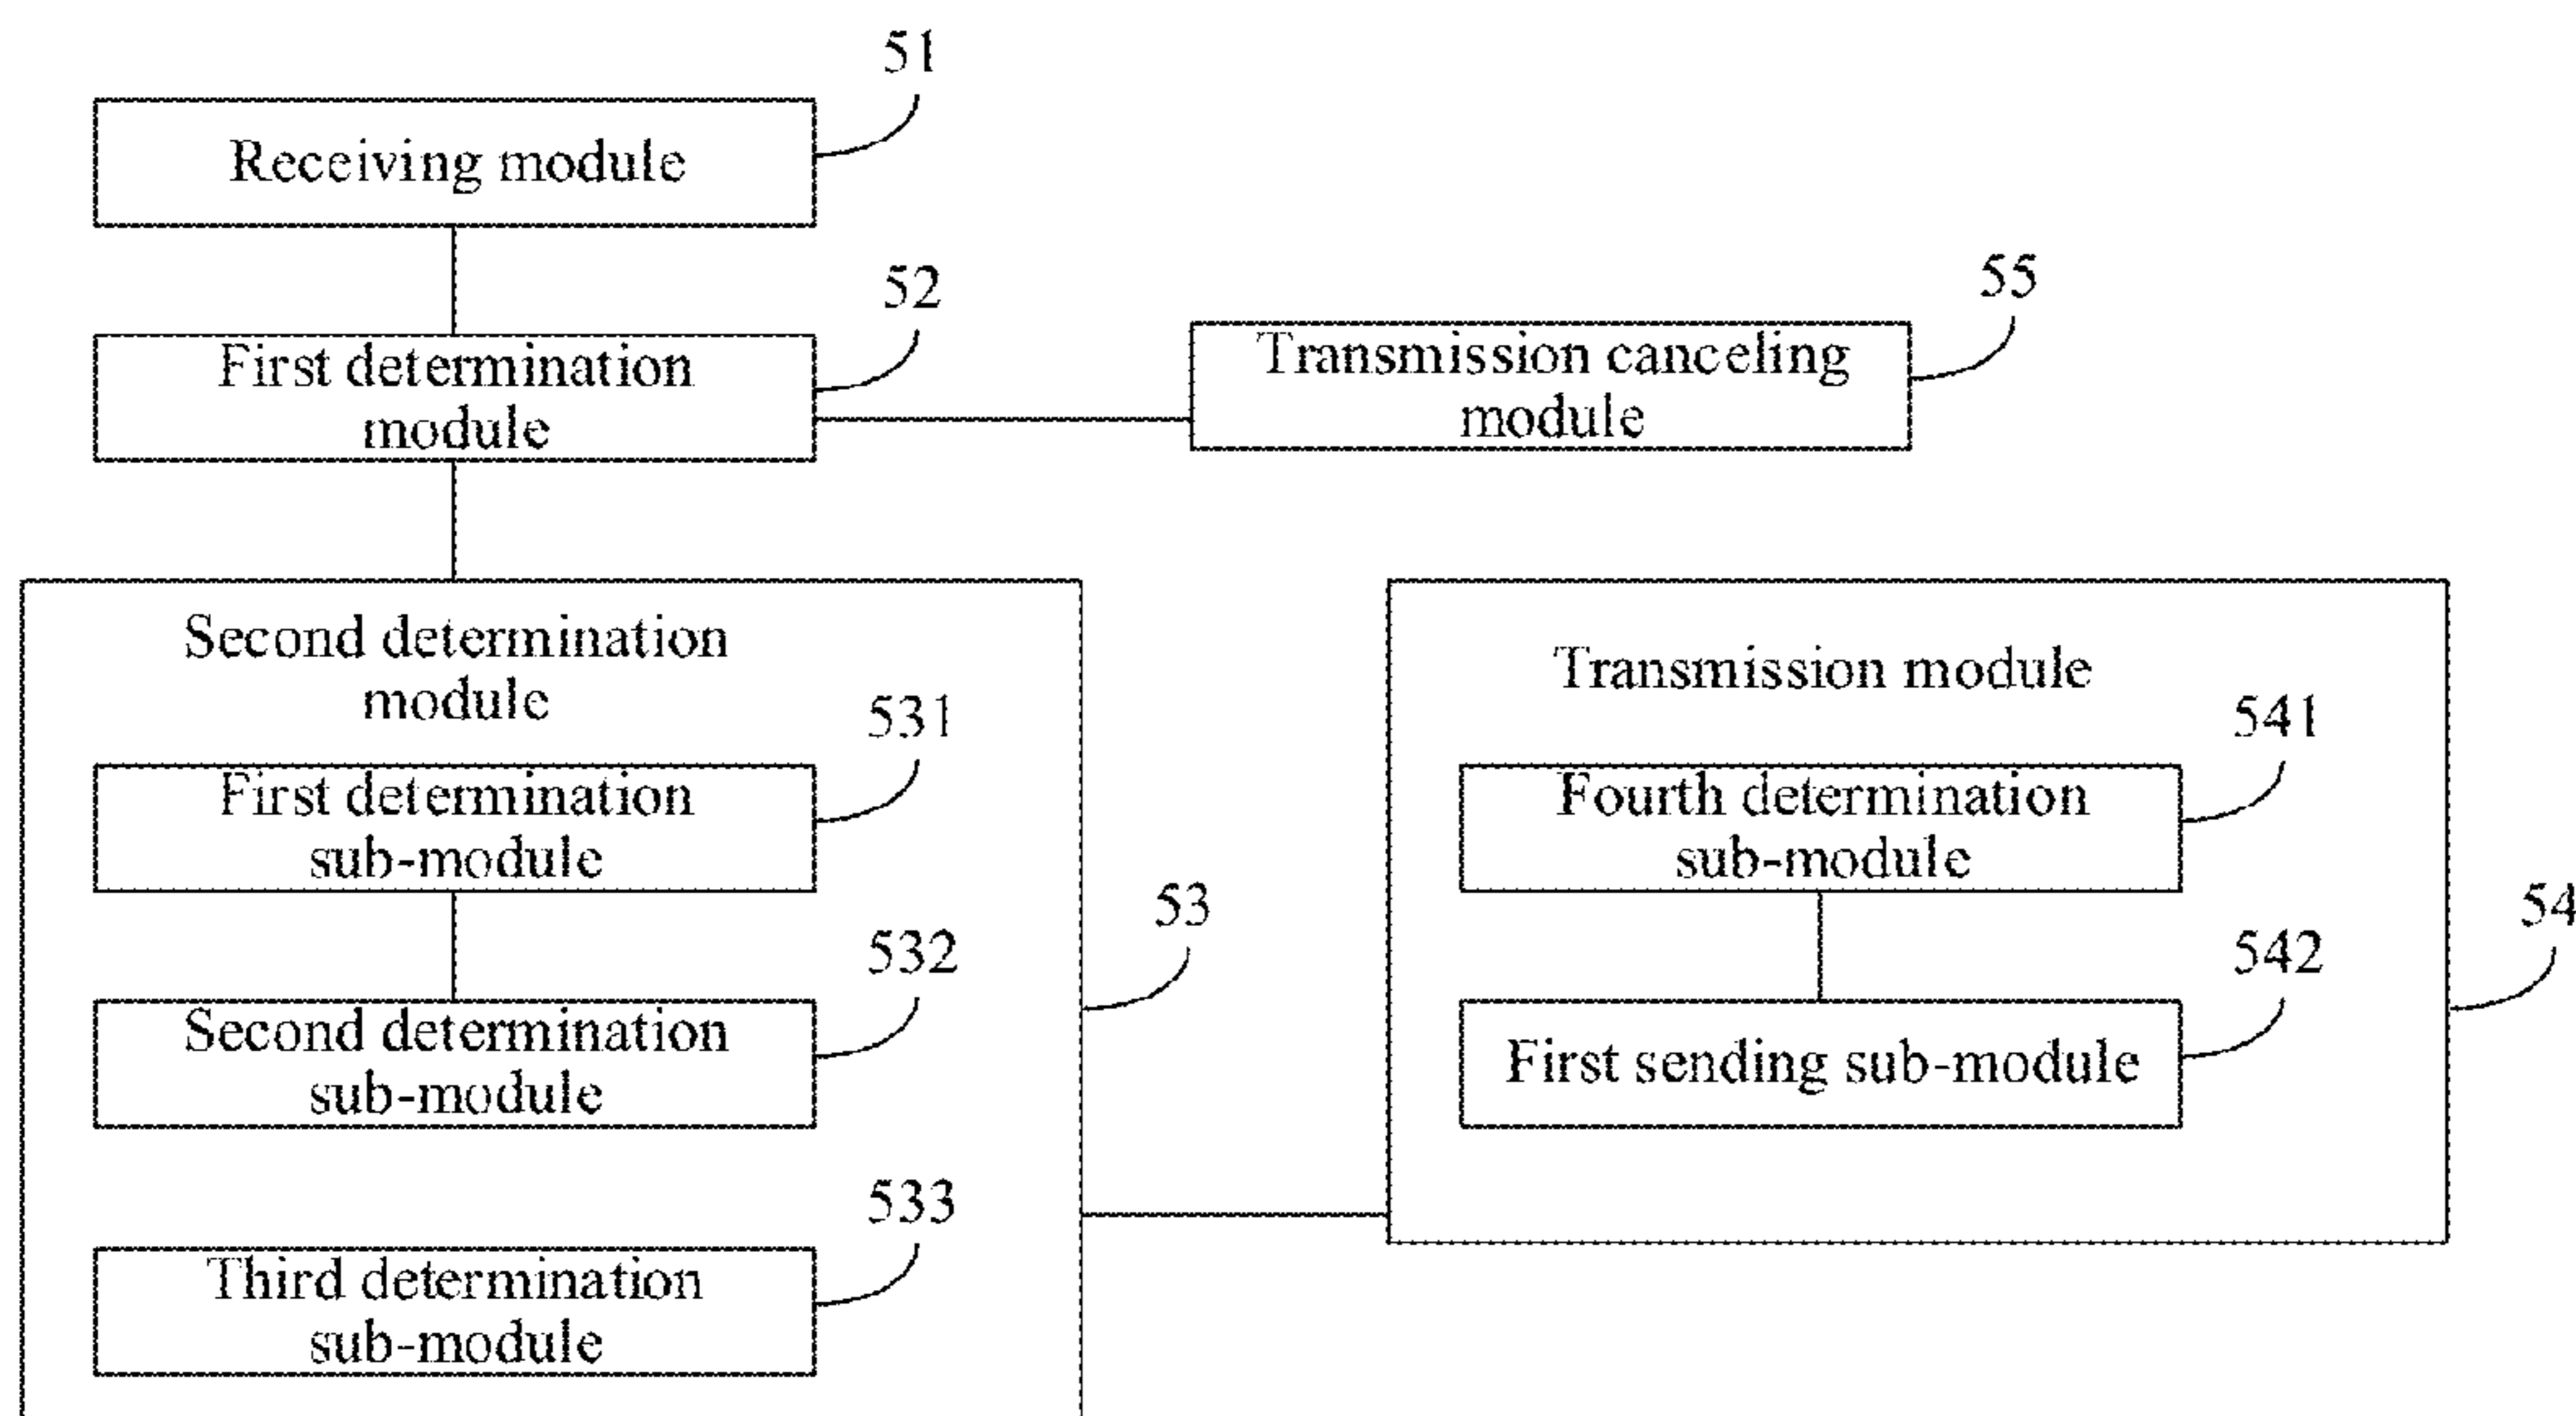 51
Receiving module
52
First determination
module
55
Transmission canceling
module
Second determination
module
531
First determination
sub-module
532
Second determination
sub-module
533
Third determination
sub-module
53
Transmission module
541
Fourth determination
sub-module
542
First sending sub-module
54